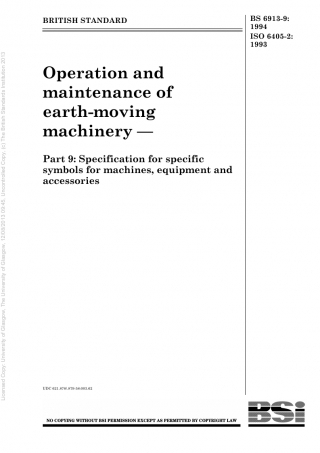 BRITISH STANDARD
BS 6913-9:
1994
ISO 6405-2:
1993
Operation and
maintenance of
earth-moving
machinery —
Part 9: Specification for specific
symbols for machines, equipment and
accessories
NO COPYING WITHOUT BSI PERMISSION EXCEPT AS PERMITTED BY COPYRIGHT LAW
BSi